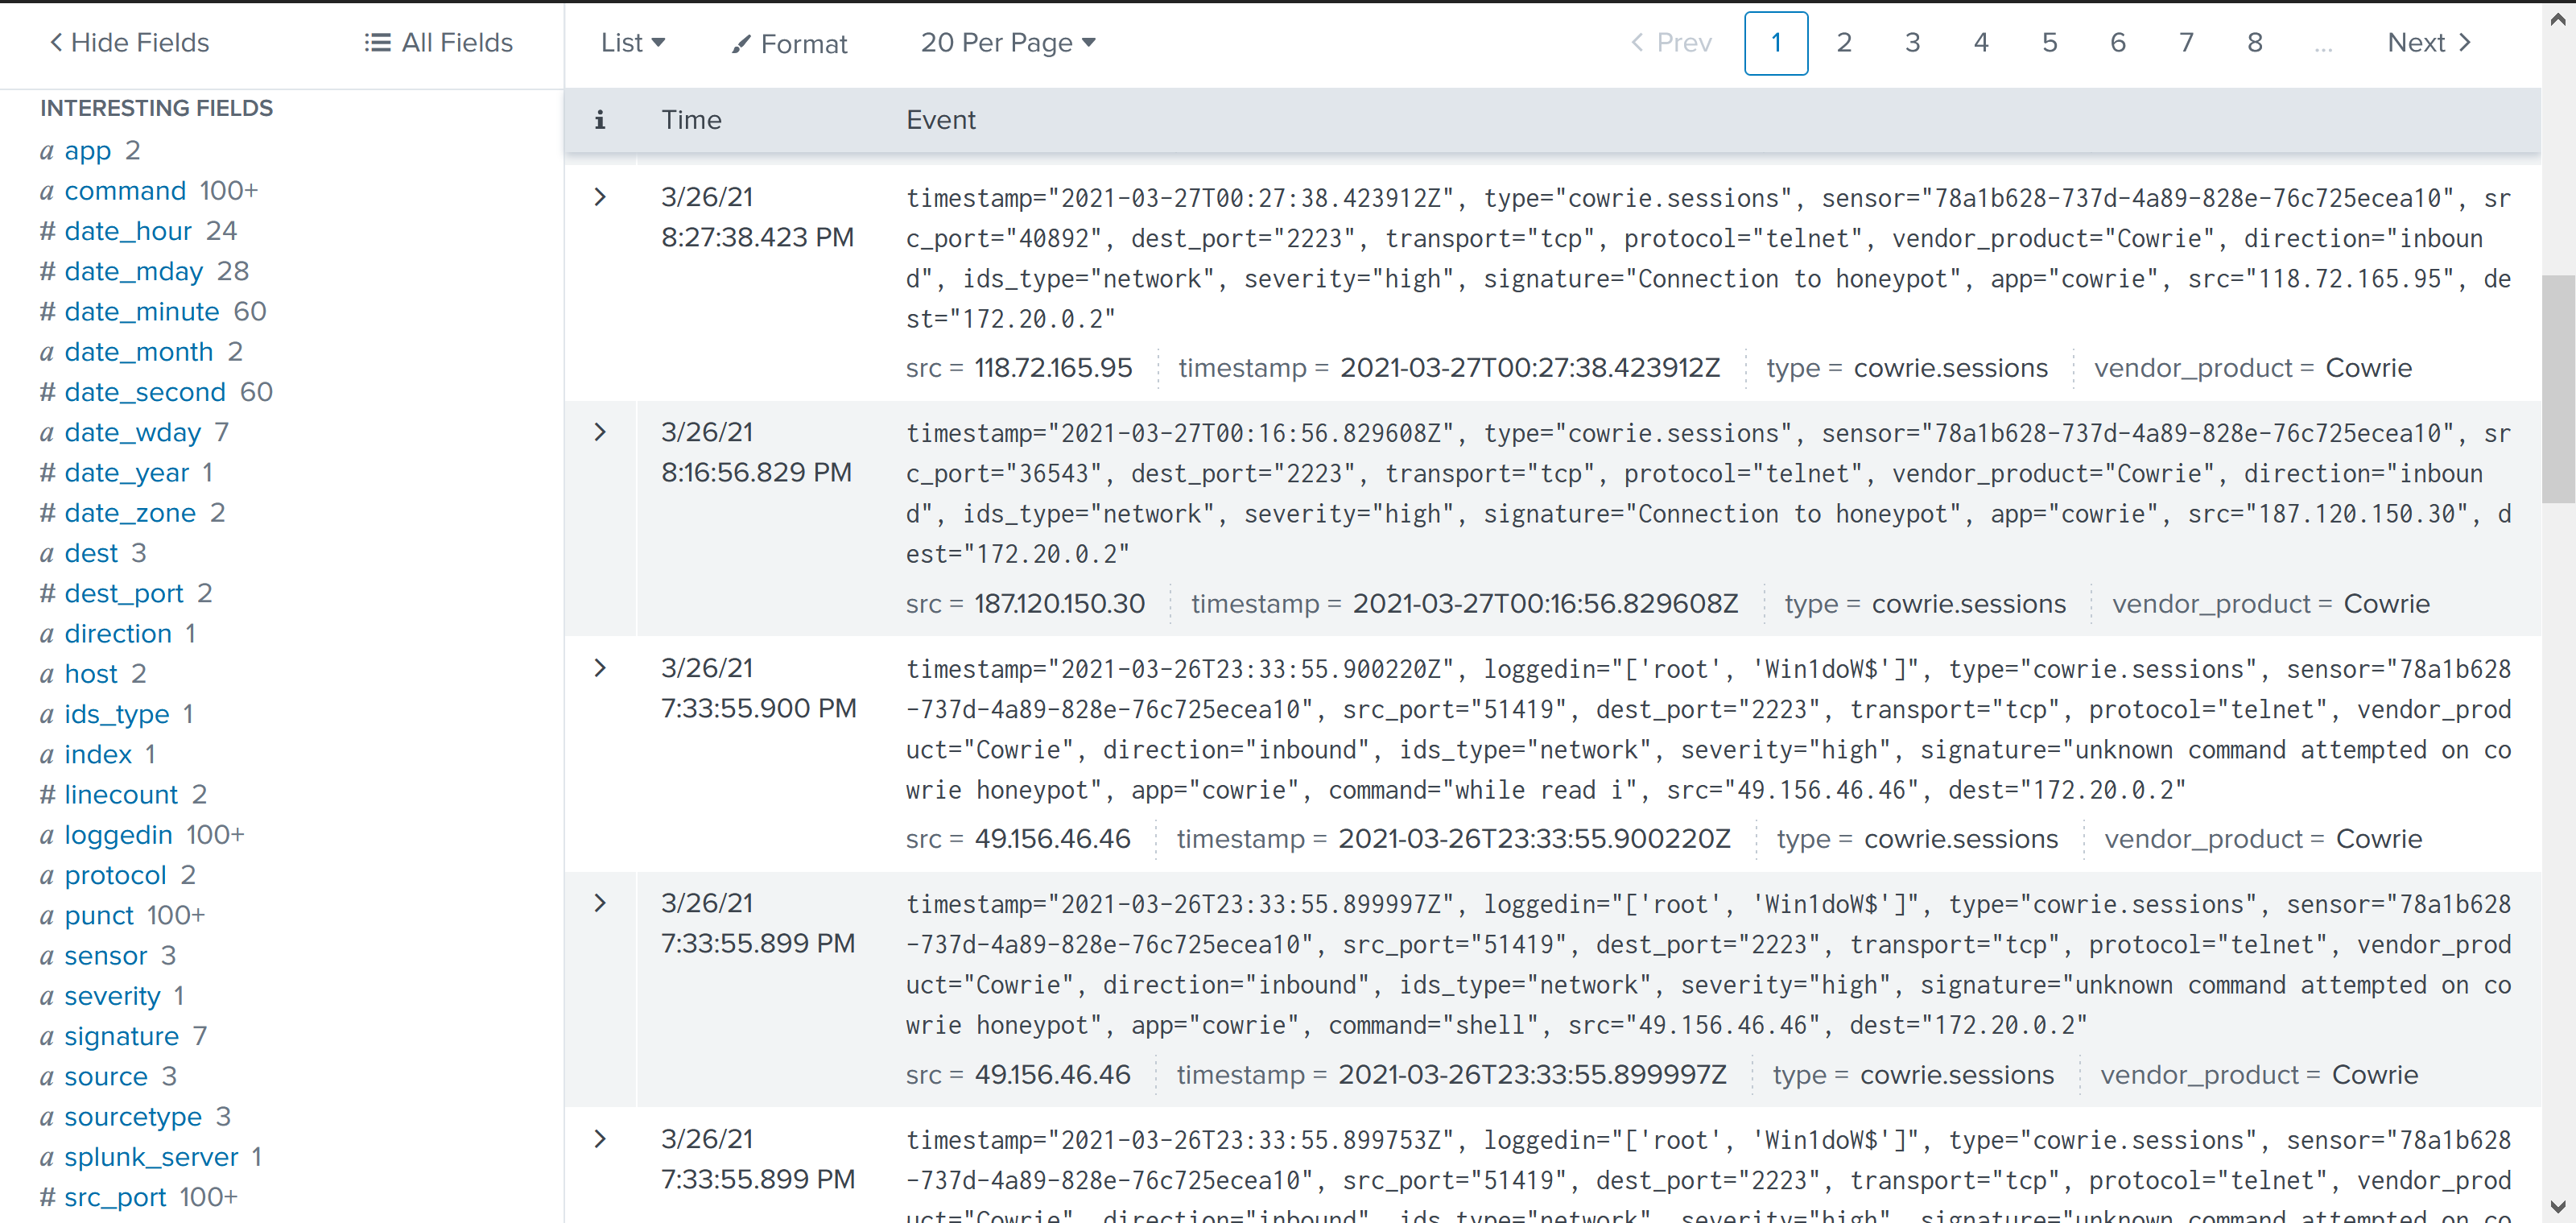 Hide Fields
All Fields
List
Format
20 Per Page
Prev
1
2
3
4
5
6
7
8
...
Next
INTERESTING FIELDS
a app 2
a command 100+
# date_hour 24
# date_mday 28
# date_minute 60
a date_month 2
# date_second 60
a date_wday 7
# date_year 1
# date_zone 2
a dest 3
# dest_port 2
a direction 1
a host 2
a ids_type 1
a index 1
# linecount 2
a loggedin 100+
a protocol 2
a punct 100+
a sensor 3
a severity 1
a signature 7
a source 3
a sourcetype 3
a splunk_server 1
# src_port 100+
i Time Event
3/26/21
8:27:38.423 PM
timestamp="2021-03-27T00:27:38.423912Z", type="cowrie.sessions", sensor="78a1b628-737d-4a89-828e-76c725ecea10", sr
c_port="40892", dest_port="2223", transport="tcp", protocol="telnet", vendor_product="Cowrie", direction="inboun
d", ids_type="network", severity="high", signature="Connection to honeypot", app="cowrie", src="118.72.165.95", de
st="172.20.0.2"
src = 118.72.165.95 timestamp = 2021-03-27T00:27:38.423912Z type = cowrie.sessions vendor_product = Cowrie
3/26/21
8:16:56.829 PM
timestamp="2021-03-27T00:16:56.829608Z", type="cowrie.sessions", sensor="78a1b628-737d-4a89-828e-76c725ecea10", sr
c_port="36543", dest_port="2223", transport="tcp", protocol="telnet", vendor_product="Cowrie", direction="inboun
d", ids_type="network", severity="high", signature="Connection to honeypot", app="cowrie", src="187.120.150.30", d
est="172.20.0.2"
src = 187.120.150.30 timestamp = 2021-03-27T00:16:56.829608Z type = cowrie.sessions vendor_product = Cowrie
3/26/21
7:33:55.900 PM
timestamp="2021-03-26T23:33:55.900220Z", loggedin="['root', 'Win1doW$']", type="cowrie.sessions", sensor="78a1b628
-737d-4a89-828e-76c725ecea10", src_port="51419", dest_port="2223", transport="tcp", protocol="telnet", vendor_prod
uct="Cowrie", direction="inbound", ids_type="network", severity="high", signature="unknown command attempted on co
wrie honeypot", app="cowrie", command="while read i", src="49.156.46.46", dest="172.20.0.2"
src = 49.156.46.46 timestamp = 2021-03-26T23:33:55.900220Z type = cowrie.sessions vendor_product = Cowrie
3/26/21
7:33:55.899 PM
timestamp="2021-03-26T23:33:55.899997Z", loggedin="['root', 'Win1doW$']", type="cowrie.sessions", sensor="78a1b628
-737d-4a89-828e-76c725ecea10", src_port="51419", dest_port="2223", transport="tcp", protocol="telnet", vendor_prod
uct="Cowrie", direction="inbound", ids_type="network", severity="high", signature="unknown command attempted on co
wrie honeypot", app="cowrie", command="shell", src="49.156.46.46", dest="172.20.0.2"
src = 49.156.46.46 timestamp = 2021-03-26T23:33:55.899997Z type = cowrie.sessions vendor_product = Cowrie
3/26/21
7:33:55.899 PM
timestamp="2021-03-26T23:33:55.899753Z", loggedin="['root', 'Win1doW$']", type="cowrie.sessions", sensor="78a1b628
-737d-4a89-828e-76c725ecea10", src_port="51419", dest_port="2223", transport="tcp", protocol="telnet", vendor_prod
uct="Cowrie", direction="inbound", ids_type="network", severity="high", signature="unknown command attempted on co